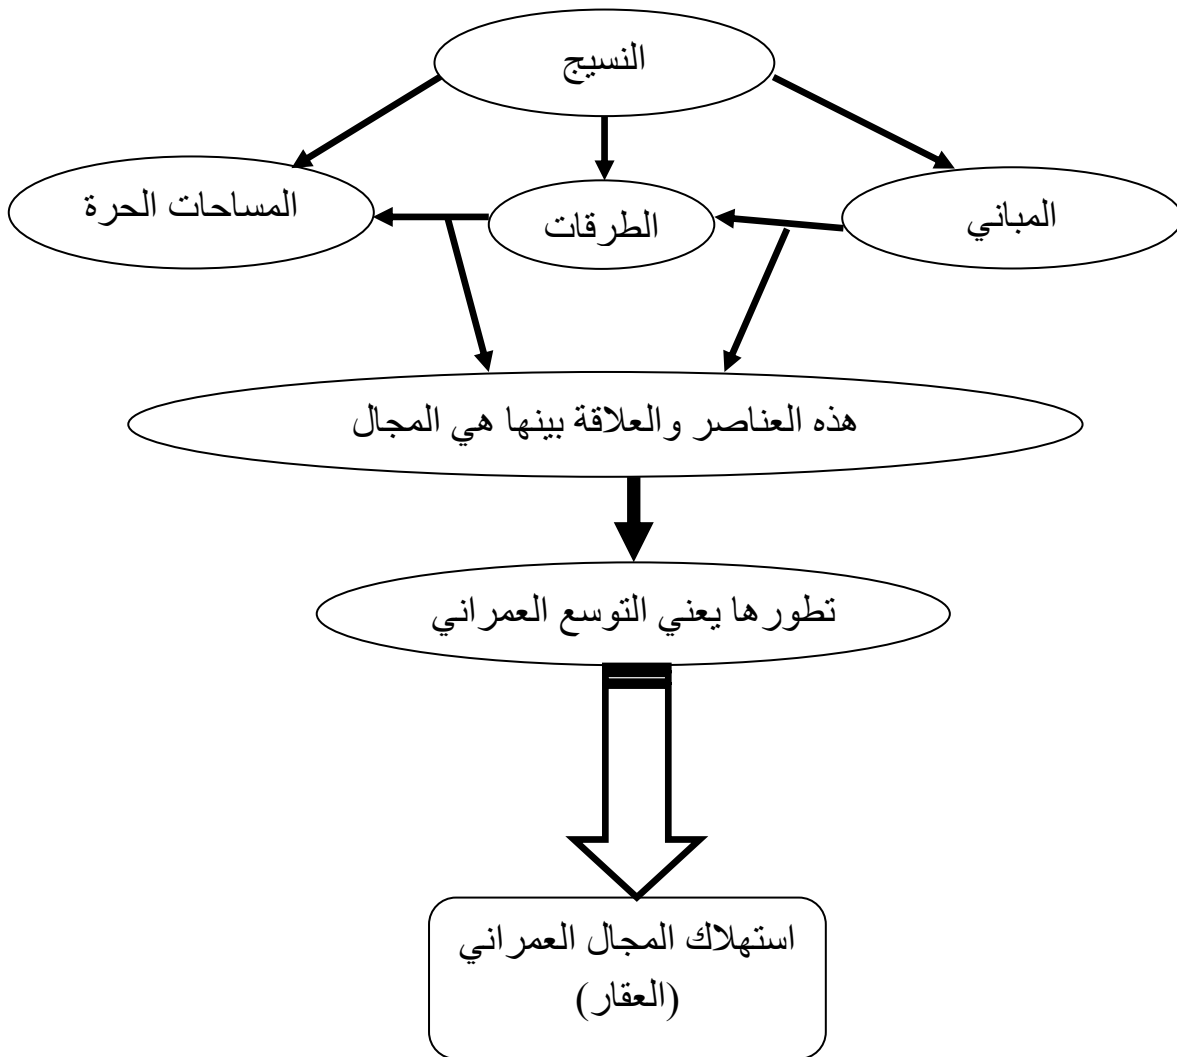 النسيج
المباني
الطرقات
المساحات الحرة
هذه العناصر والعلاقة بينها هي المجال
تطورها يعني التوسع العمراني
استهلاك المجال العمراني
(العقار)